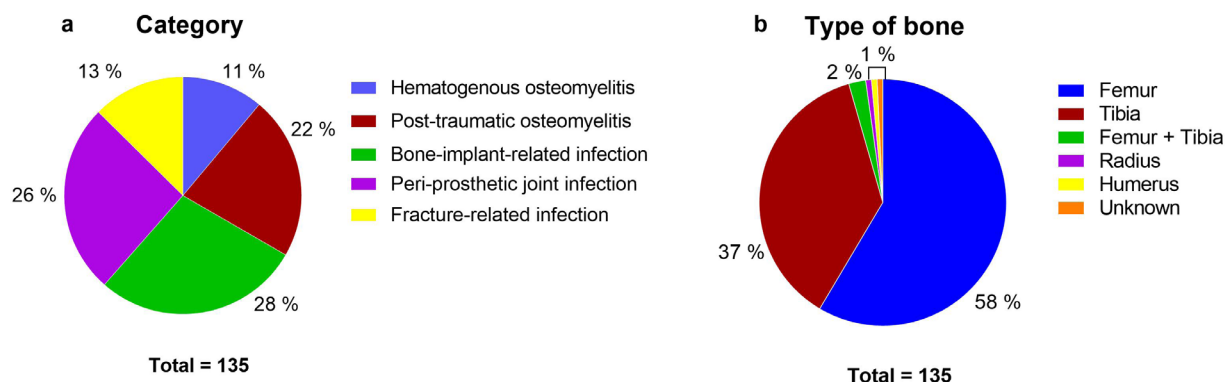 a Category
13 %
11 %
22 %
28 %
26 %
Hematogenous osteomyelitis
Post-traumatic osteomyelitis
Bone-implant-related infection
Peri-prosthetic joint infection
Fracture-related infection
Total = 135
b Type of bone
1 %
2 %
37 %
58 %
Femur
Tibia
Femur + Tibia
Radius
Humerus
Unknown
Total = 135